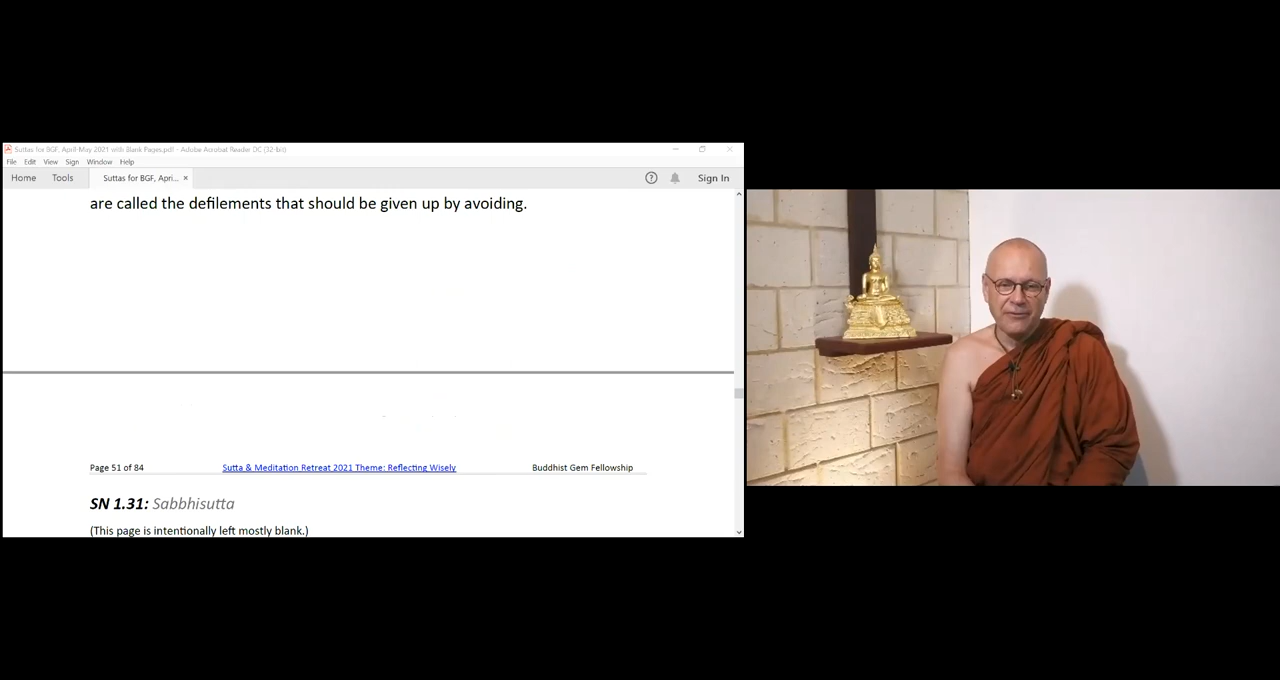 Suttas for BGF, April-May 2021 with Blank Pages.pdf - Adobe Acrobat Reader DC (32-bit)
File Edit View Sign Window Help
Home Tools Suttas for BGF, Apri... × ? Sign In
are called the defilements that should be given up by avoiding.
Page 51 of 84 Sutta & Meditation Retreat 2021 Theme: Reflecting Wisely Buddhist Gem Fellowship
SN 1.31: Sabbhisutta
(This page is intentionally left mostly blank.)